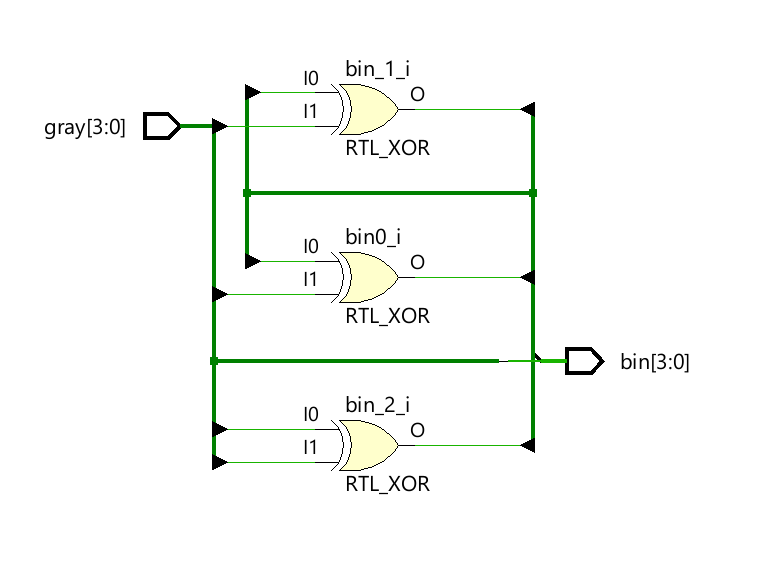 bin_1_i
I0
O
I1
gray[3:0]
RTL_XOR
bin0_i
I0
O
I1
RTL_XOR
bin[3:0]
bin_2_i
I0
O
I1
RTL_XOR